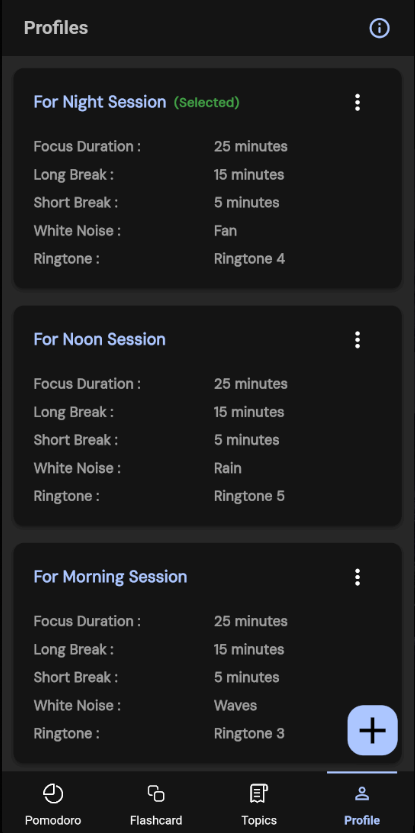 Profiles
For Night Session (Selected)
Focus Duration : 25 minutes
Long Break : 15 minutes
Short Break : 5 minutes
White Noise : Fan
Ringtone : Ringtone 4
For Noon Session
Focus Duration : 25 minutes
Long Break : 15 minutes
Short Break : 5 minutes
White Noise : Rain
Ringtone : Ringtone 5
For Morning Session
Focus Duration : 25 minutes
Long Break : 15 minutes
Short Break : 5 minutes
White Noise : Waves
Ringtone : Ringtone 3
Pomodoro Flashcard Topics Profile